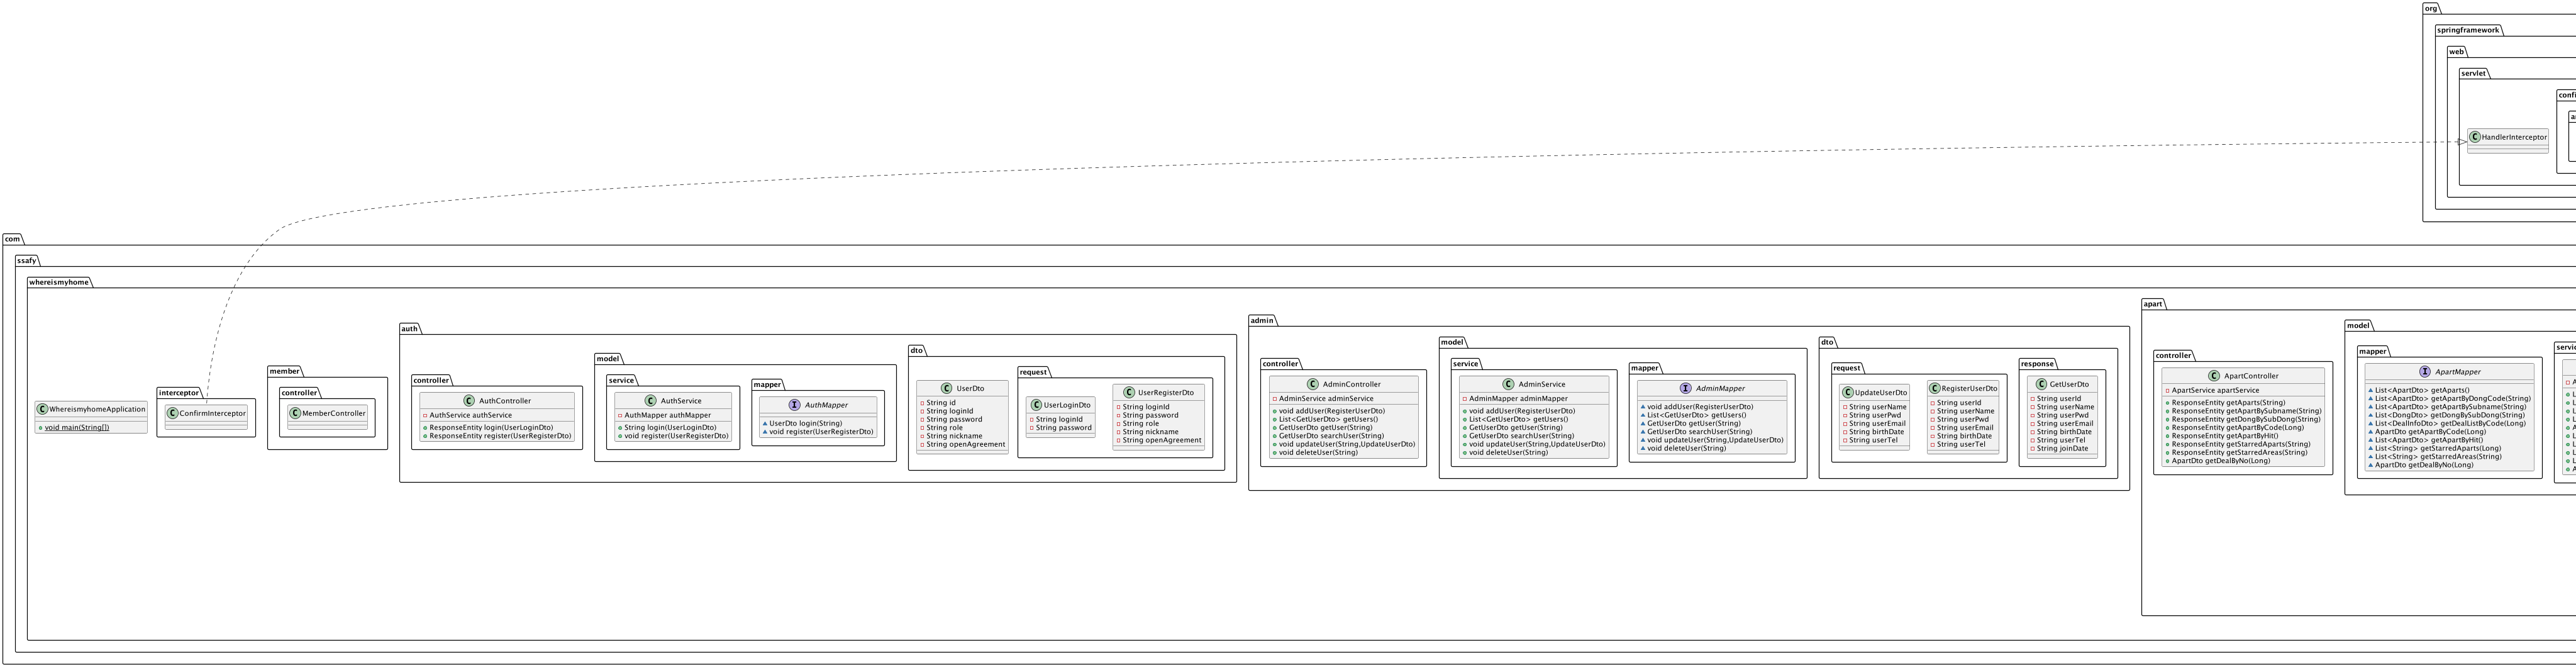 org
springframework
web
servlet
confi
a
HandlerInterceptor
com
ssafy
whereismyhome
WhereismyhomeApplication
void main(String[])
interceptor
ConfirmInterceptor
member
controller
MemberController
auth
controller
AuthController
AuthService authService
ResponseEntity login(UserLoginDto)
ResponseEntity register(UserRegisterDto)
model
service
AuthService
AuthMapper authMapper
String login(UserLoginDto)
void register(UserRegisterDto)
mapper
AuthMapper
UserDto login(String)
void register(UserRegisterDto)
dto
UserDto
String id
String loginId
String password
String role
String nickname
String openAgreement
request
UserLoginDto
String loginId
String password
UserRegisterDto
String loginId
String password
String role
String nickname
String openAgreement
admin
controller
AdminController
AdminService adminService
void addUser(RegisterUserDto)
List<GetUserDto> getUsers()
GetUserDto getUser(String)
GetUserDto searchUser(String)
void updateUser(String,UpdateUserDto)
void deleteUser(String)
model
service
AdminService
AdminMapper adminMapper
void addUser(RegisterUserDto)
List<GetUserDto> getUsers()
GetUserDto getUser(String)
GetUserDto searchUser(String)
void updateUser(String,UpdateUserDto)
void deleteUser(String)
mapper
AdminMapper
void addUser(RegisterUserDto)
List<GetUserDto> getUsers()
GetUserDto getUser(String)
GetUserDto searchUser(String)
void updateUser(String,UpdateUserDto)
void deleteUser(String)
dto
request
UpdateUserDto
String userName
String userPwd
String userEmail
String birthDate
String userTel
RegisterUserDto
String userId
String userName
String userPwd
String userEmail
String birthDate
String userTel
response
GetUserDto
String userId
String userName
String userPwd
String userEmail
String birthDate
String userTel
String joinDate
apart
controller
ApartController
ApartService apartService
ResponseEntity getAparts(String)
ResponseEntity getApartBySubname(String)
ResponseEntity getDongBySubDong(String)
ResponseEntity getApartByCode(Long)
ResponseEntity getApartByHit()
ResponseEntity getStarredAparts(String)
ResponseEntity getStarredAreas(String)
ApartDto getDealByNo(Long)
model
mapper
ApartMapper
List<ApartDto> getAparts()
List<ApartDto> getApartByDongCode(String)
List<ApartDto> getApartBySubname(String)
List<DongDto> getDongBySubDong(String)
List<DealInfoDto> getDealListByCode(Long)
ApartDto getApartByCode(Long)
List<ApartDto> getApartByHit()
List<String> getStarredAparts(String)
List<String> getStarredAreas(String)
ApartDto getDealByNo(Long)
servic